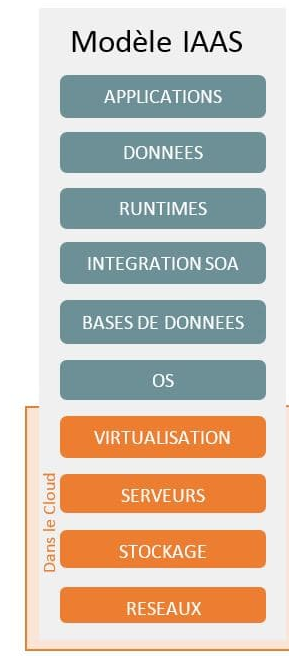 Modèle IAAS
APPLICATIONS
DONNEES
RUNTIMES
INTEGRATION SOA
BASES DE DONNEES
OS
VIRTUALISATION
SERVEURS
STOCKAGE
RESEAUX
Dans le Cloud